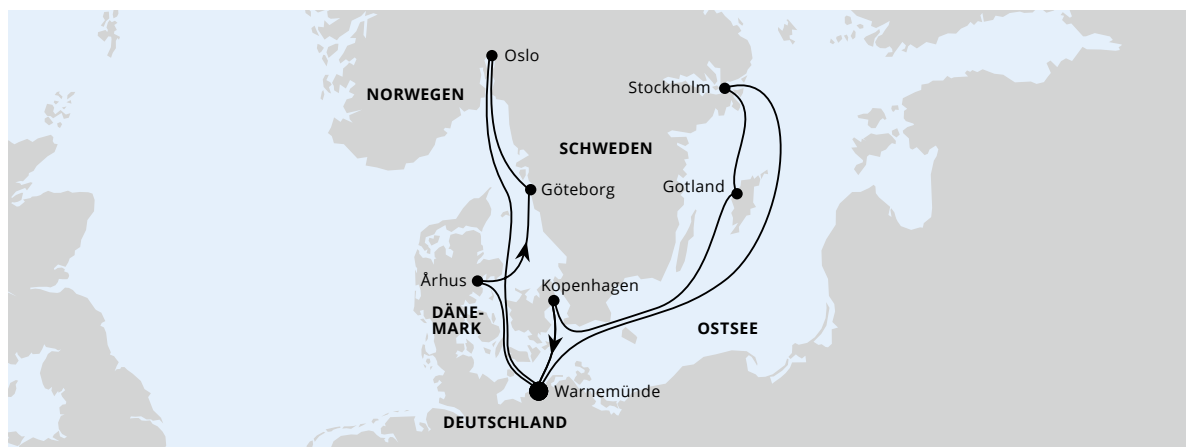 Oslo
Stockholm
NORWEGEN
SCHWEDEN
Göteborg
Gotland
Århus
Kopenhagen
DÄNE-
MARK
OSTSEE
Warnemünde
DEUTSCHLAND